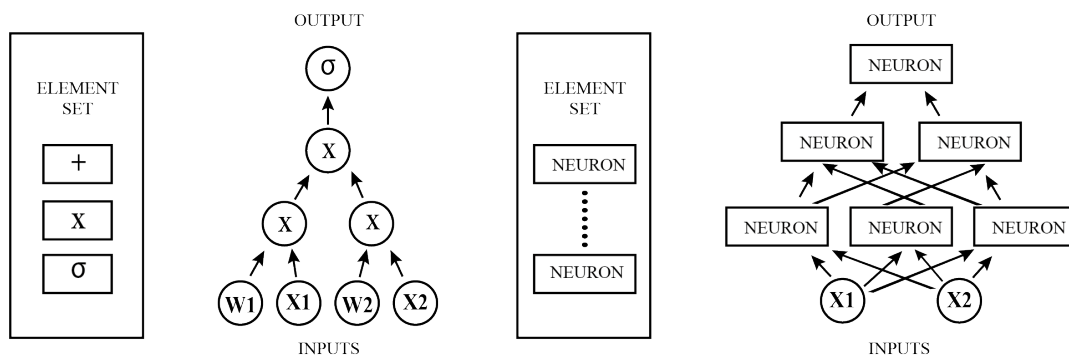 ELEMENT
SET
+
X
σ
OUTPUT
σ
X
X X
W1 X1 W2 X2
INPUTS
ELEMENT
SET
NEURON
NEURON
OUTPUT
NEURON
NEURON NEURON
NEURON NEURON NEURON
X1 X2
INPUTS